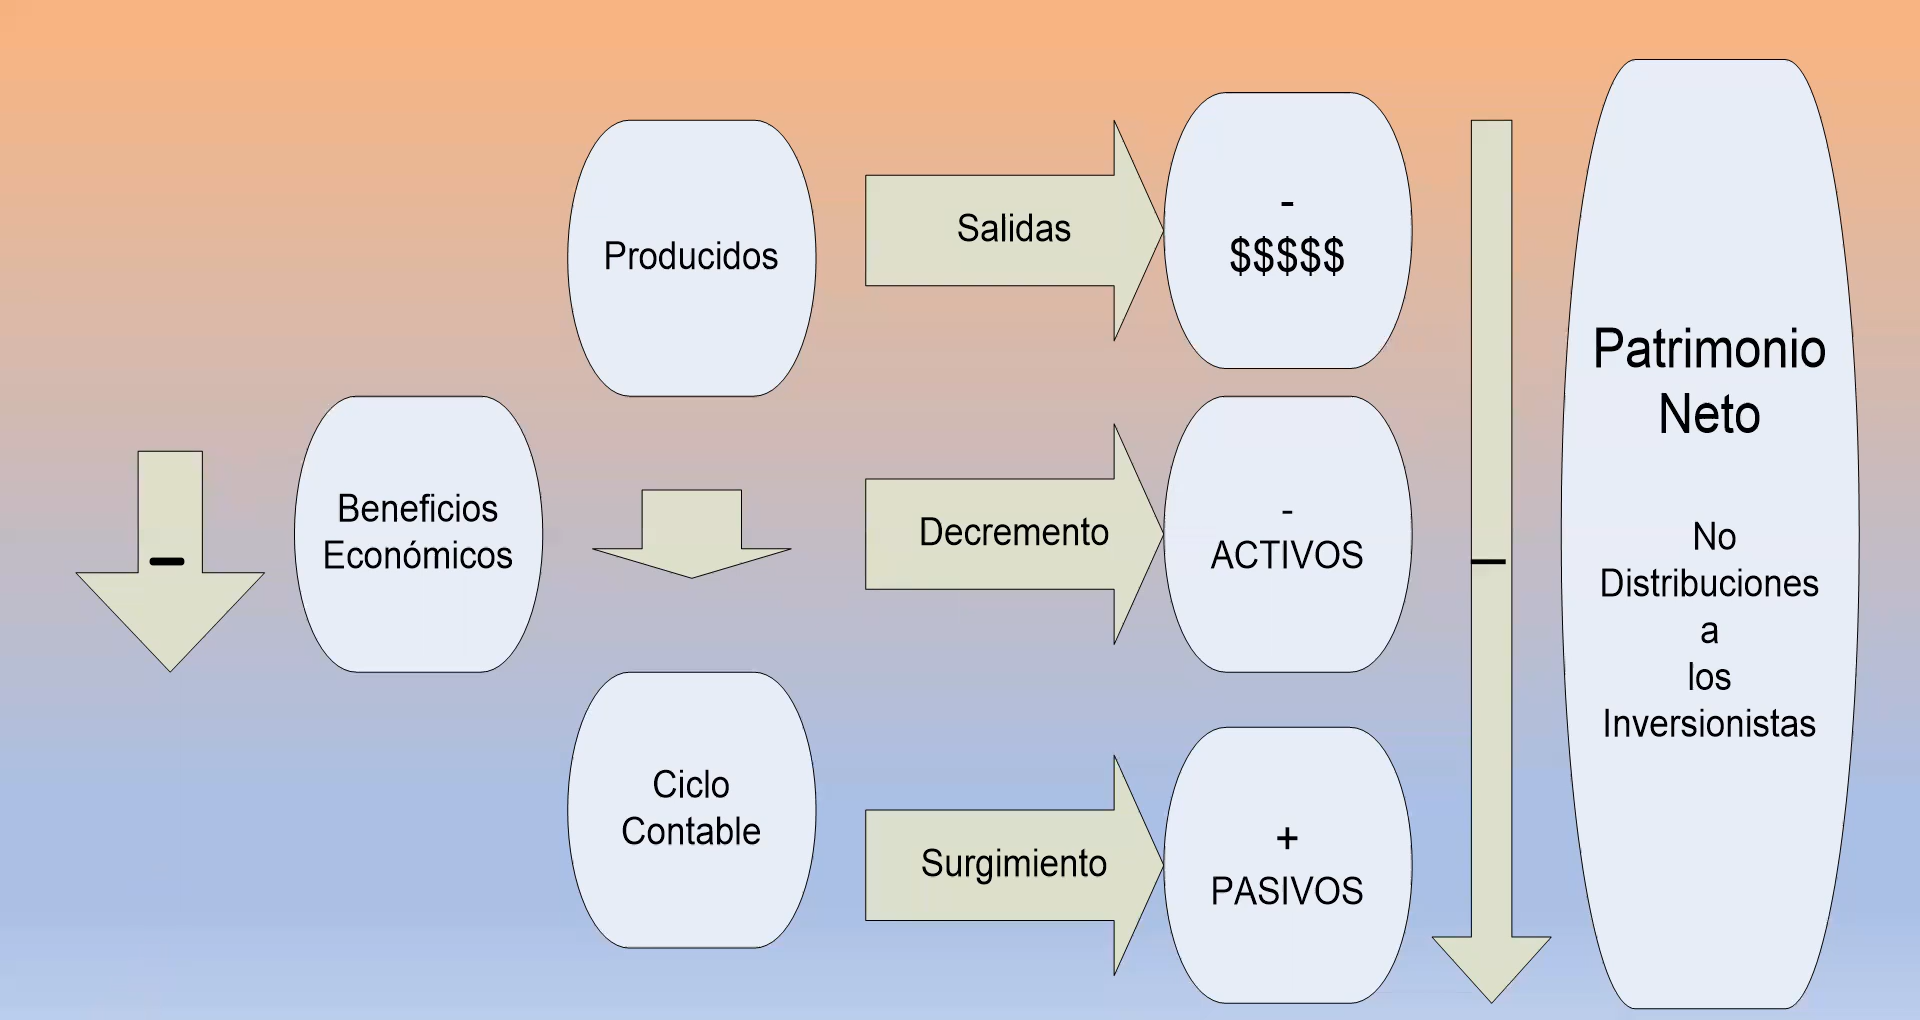 –
Beneficios
Económicos
Producidos
Ciclo
Contable
Salidas
-
$$$$$
Decremento
-
ACTIVOS
Surgimiento
+
PASIVOS
–
Patrimonio
Neto
No
Distribuciones
a
los
Inversionistas